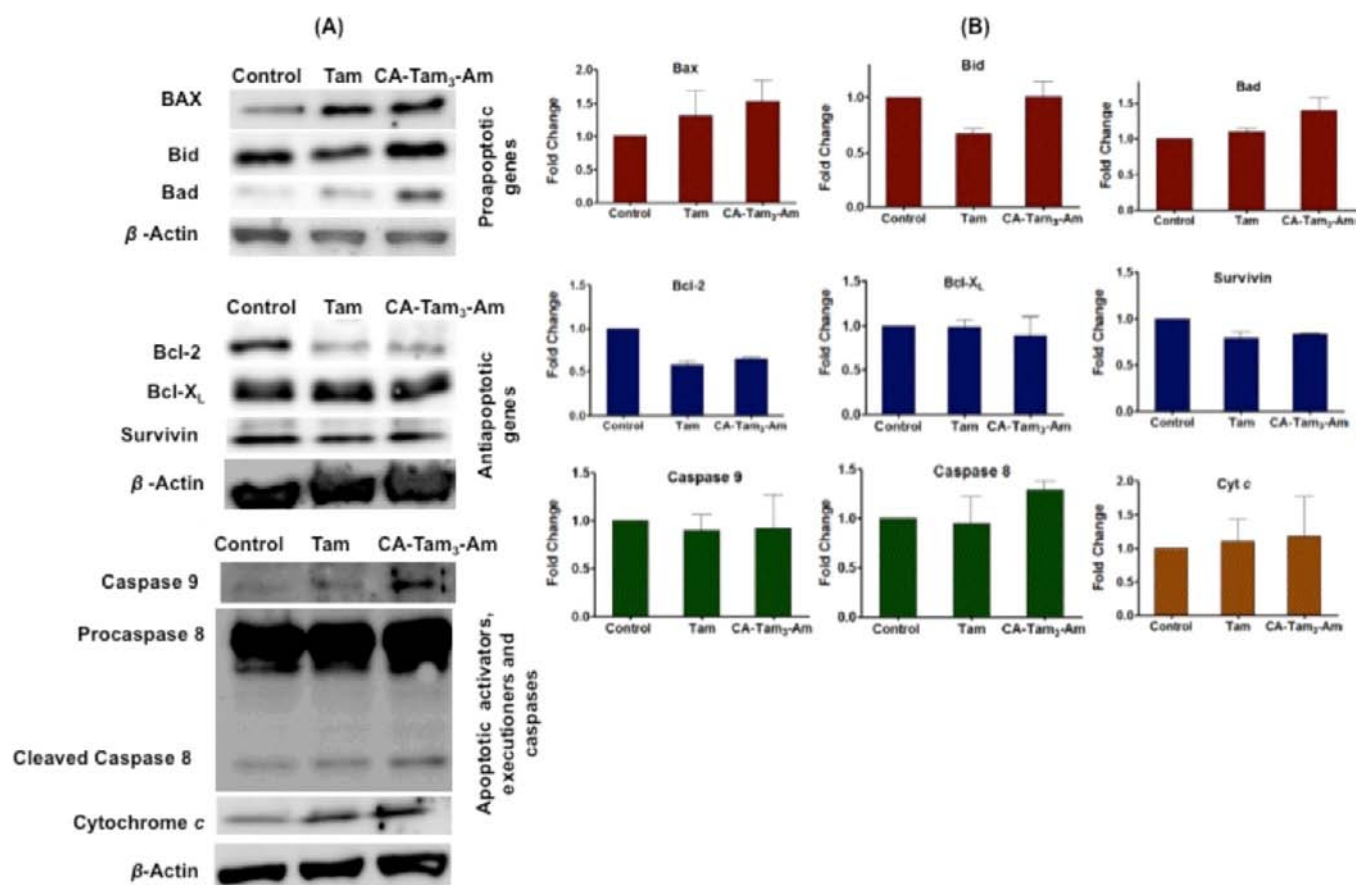 (A)
Control Tam CA-Tam₃-Am
BAX
Bid
Bad
β -Actin
Proapoptotic
genes
Control Tam CA-Tam₃-Am
Bcl-2
Bcl-X_L
Survivin
β -Actin
Antiapoptotic
genes
Control Tam CA-Tam₃-Am
Caspase 9
Procaspase 8
Cleaved Caspase 8
Cytochrome c
β-Actin
Apoptotic activators,
executioners and
caspases
(B)
Bax
Fold Change
2.0
1.5
1.0
0.5
0.0
Control Tam CA-Tam₃-Am
Bid
Fold Change
1.0
0.5
0.0
Control Tam CA-Tam₃-Am
Bad
Fold Change
1.5
1.0
0.5
0.0
Control Tam CA-Tam₃-Am
Bcl-2
Fold Change
1.5
1.0
0.5
0.0
Control Tam CA-Tam₃-Am
Bcl-X_L
Fold Change
1.5
1.0
0.5
0.0
Control Tam CA-Tam₃-Am
Survivin
Fold Change
1.5
1.0
0.5
0.0
Control Tam CA-Tam₃-Am
Caspase 9
Fold Change
1.5
1.0
0.5
0.0
Control Tam CA-Tam₃-Am
Caspase 8
Fold Change
1.5
1.0
0.5
0.0
Control Tam CA-Tam₃-Am
Cyt c
Fold Change
2.0
1.5
1.0
0.5
0.0
Control Tam CA-Tam₃-Am